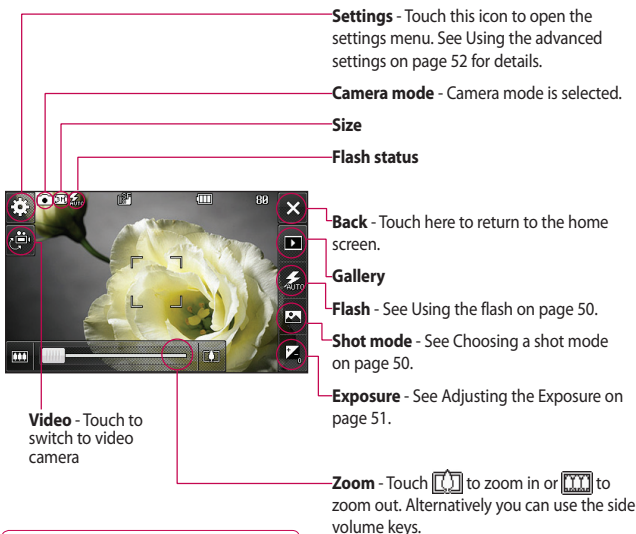 Settings - Touch this icon to open the
settings menu. See Using the advanced
settings on page 52 for details.
Camera mode - Camera mode is selected.
Size
Flash status
80
AUTO
Back - Touch here to return to the home
screen.
Gallery
Flash - See Using the flash on page 50.
Shot mode - See Choosing a shot mode
on page 50.
Exposure - See Adjusting the Exposure on
page 51.
Video - Touch to
switch to video
camera
Zoom - Touch to zoom in or to
zoom out. Alternatively you can use the side
volume keys.